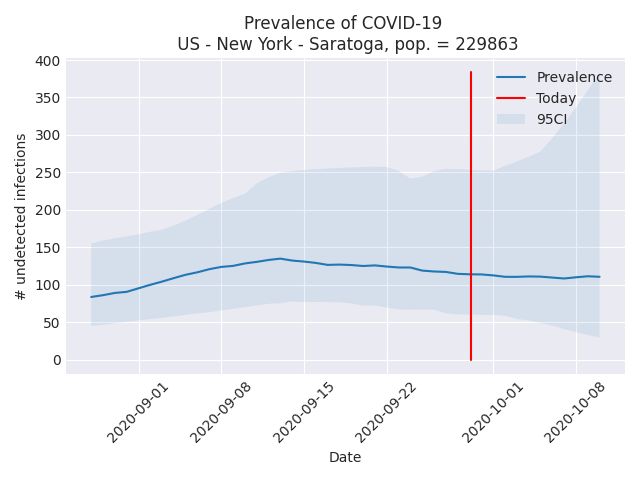 Prevalence of COVID-19
US - New York - Saratoga, pop. = 229863
# undetected infections
400
350
300
250
200
150
100
50
0
Prevalence
Today
95CI
2020-09-01
2020-09-08
2020-09-15
2020-09-22
2020-10-01
2020-10-08
Date